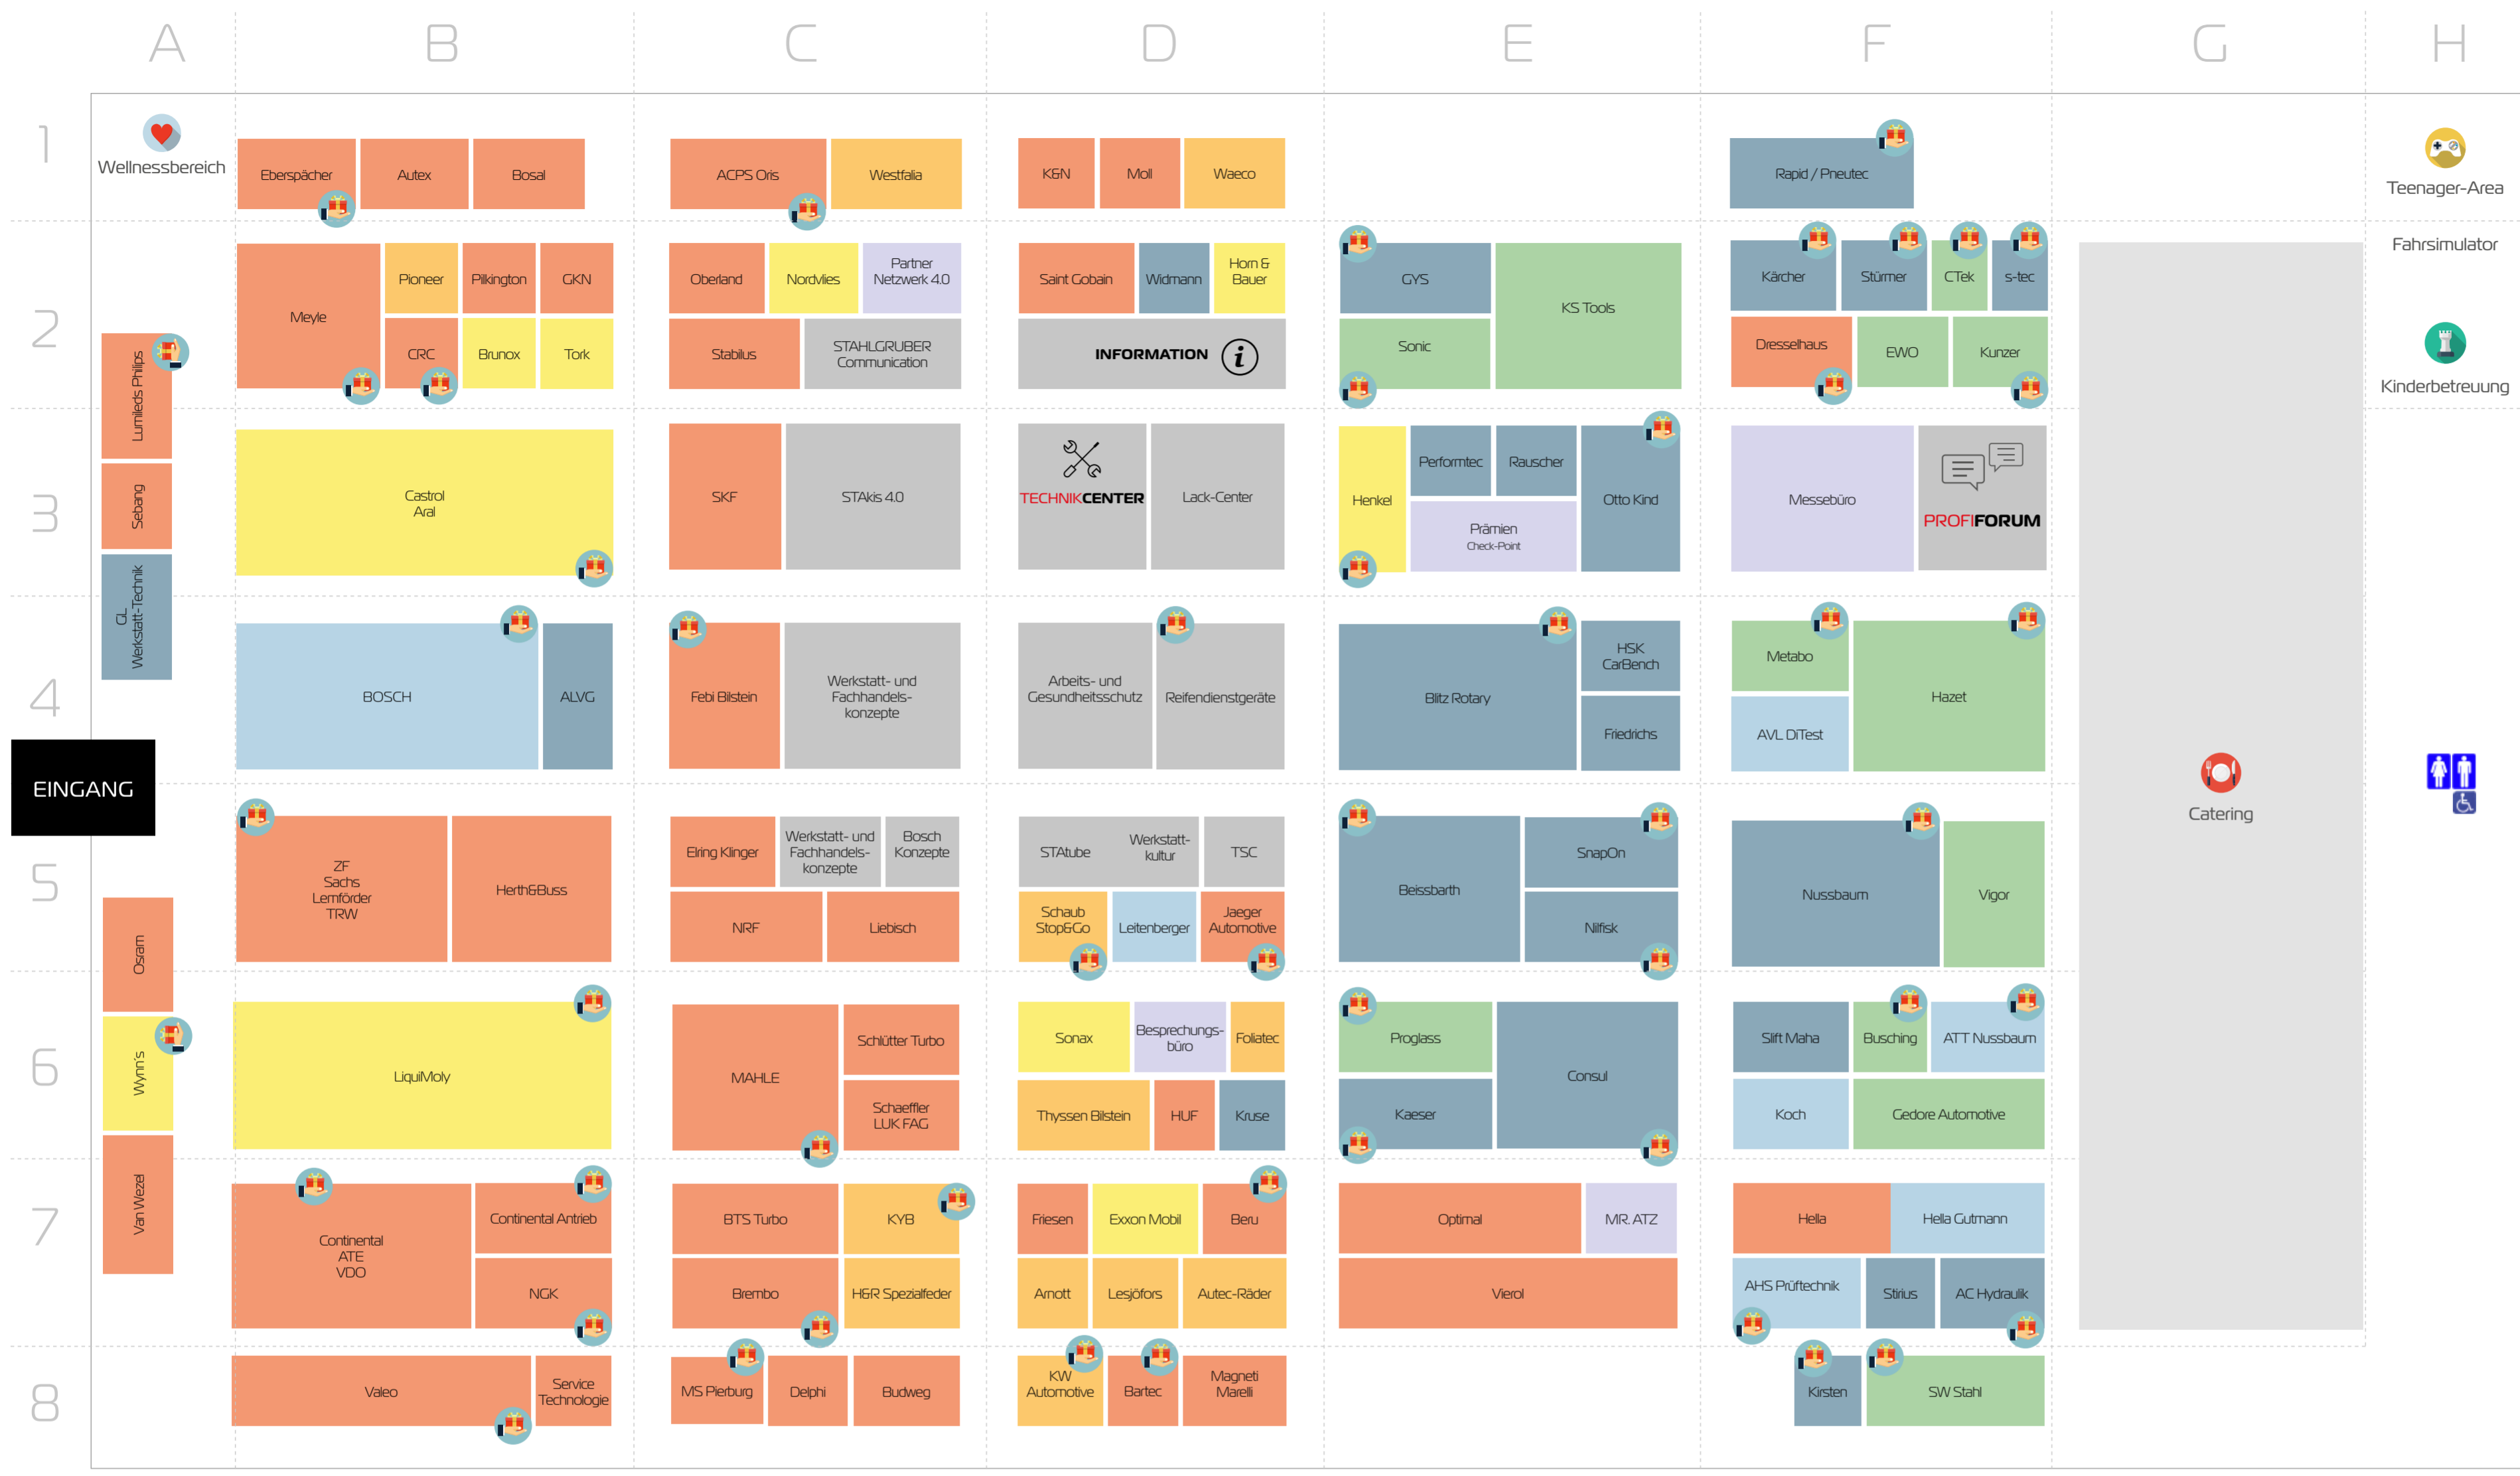 A
B
C
D
E
F
G
H
1
Wellnessbereich
Eberspächer
Autex
Bosal
ACPS Oris
Westfalia
K&N
Moll
Waeco
Rapid / Pneutec
Teenager-Area
Fahrsimulator
2
Lumileds Philips
Meyle
Pioneer
Pilkington
GKN
CRC
Brunox
Tork
Oberland
Nordvlies
Partner
Netzwerk 4.0
Stabilus
STAHLGRUBER
Communication
Saint Gobain
Widmann
Horn &
Bauer
INFORMATION
i
GYS
KS Tools
Sonic
Kärcher
Stürmer
CTek
s-tec
Dresselhaus
EWO
Kunzer
Kinderbetreuung
3
Sebang
GL
Werkstatt-Technik
Castrol
Aral
SKF
STAkis 4.0
TECHNIKCENTER
Lack-Center
Henkel
Performtec
Rauscher
Otto Kind
Prämien
Check-Point
Messebüro
PROFIFORUM
4
BOSCH
ALVG
Febi Bilstein
Werkstatt- und
Fachhandels-
konzepte
Arbeits- und
Gesundheitsschutz
Reifendienstgeräte
Blitz Rotary
HSK
CarBench
Friedrichs
Metabo
AVL DiTest
Hazet
EINGANG
Catering
5
Osram
ZF
Sachs
Lemförder
TRW
Herth&Buss
Elring Klinger
Werkstatt- und
Fachhandels-
konzepte
Bosch
Konzepte
NRF
Liebisch
STAtube
Werkstatt-
kultur
TSC
Schaub
Stop&Go
Leitenberger
Jaeger
Automotive
Beissbarth
SnapOn
Nilfisk
Nussbaum
Vigor
6
Wynn's
LiquiMoly
MAHLE
Schlütter Turbo
Schaeffler
LUK FAG
Sonax
Besprechungs-
büro
Foliatec
Thyssen Bilstein
HUF
Kruse
Proglass
Kaeser
Consul
Slift Maha
Busching
ATT Nussbaum
Koch
Gedore Automotive
7
Van Wezel
Continental
ATE
VDO
Continental Antrieb
NGK
BTS Turbo
KYB
Brembo
H&R Spezialfeder
Friesen
Exxon Mobil
Beru
Arnott
Lesjöfors
Autec-Räder
Optimal
MR. ATZ
Vierol
Hella
Hella Gutmann
AHS Prüftechnik
Stirius
AC Hydraulik
8
Valeo
Service
Technologie
MS Pierburg
Delphi
Budweg
KW
Automotive
Bartec
Magneti
Marelli
Kirsten
SW Stahl